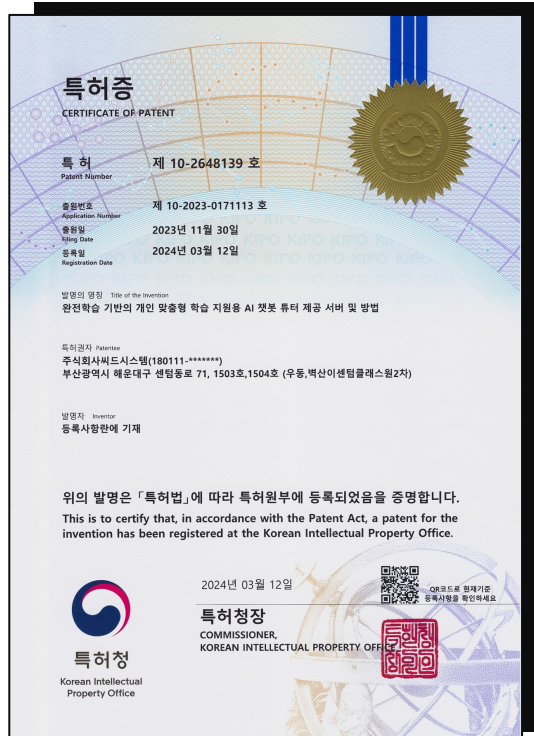 특허증
CERTIFICATE OF PATENT
특 허 제 10-2648139 호
Patent Number
출원번호 제 10-2023-0171113 호
Application Number
출원일 2023년 11월 30일
Filing Date
등록일 2024년 03월 12일
Registration Date
KIPO KIPO KIPO
발명의 명칭 Title of the Invention
완전학습 기반의 개인 맞춤형 학습 지원용 AI 챗봇 튜터 제공 서버 및 방법
특허권자 Patentee
주식회사씨드시스템(180111-*******)
부산광역시 해운대구 센텀동로 71, 1503호,1504호 (우동,벽산이센텀클래스원2차)
발명자 Inventor
등록사항란에 기재
위의 발명은 「특허법」에 따라 특허원부에 등록되었음을 증명합니다.
This is to certify that, in accordance with the Patent Act, a patent for the
invention has been registered at the Korean Intellectual Property Office.
2024년 03월 12일
QR코드로 현재기준
등록사항을 확인하세요
특허청장
COMMISSIONER,
KOREAN INTELLECTUAL PROPERTY OFFICE
특허청
Korean Intellectual
Property Office